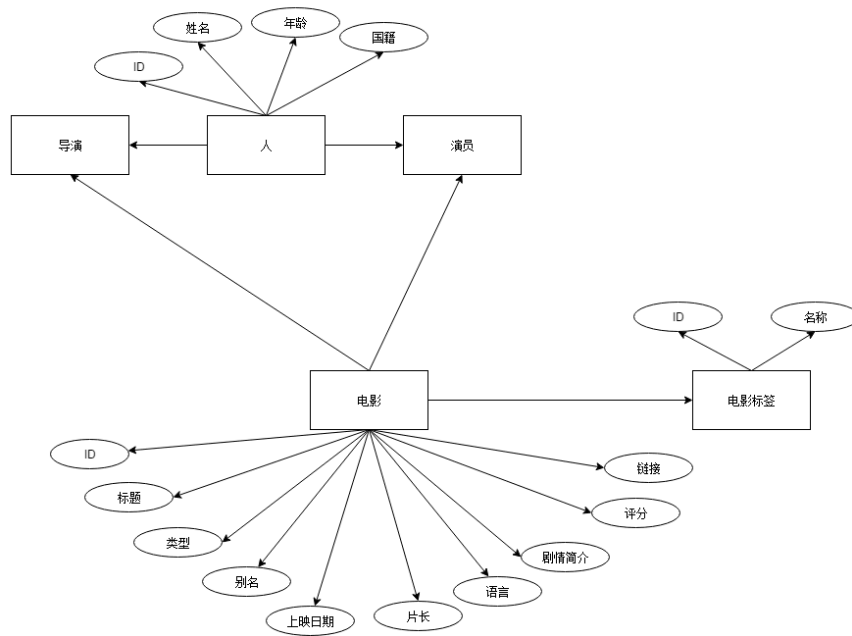 姓名
年龄
国籍
ID
导演
人
演员
ID
名称
电影
电影标签
ID
链接
标题
评分
类型
剧情简介
别名
语言
片长
上映日期